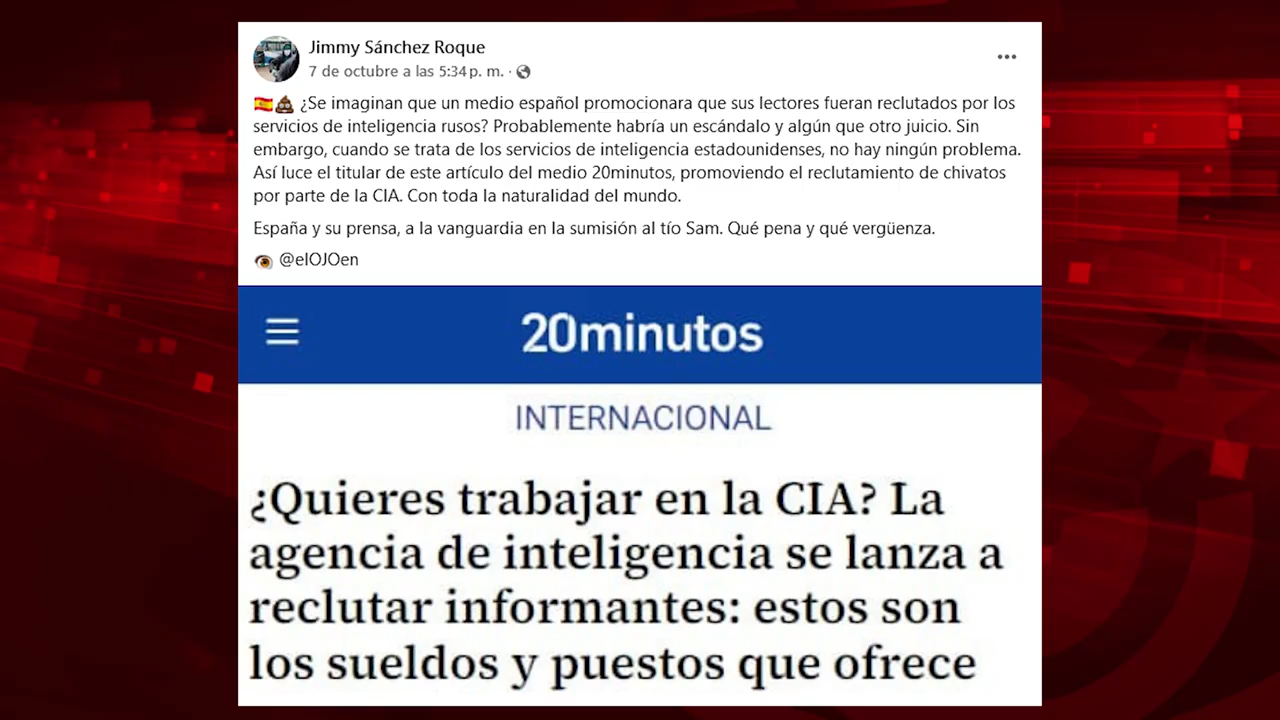 Jimmy Sánchez Roque
7 de octubre a las 5:34 p. m. ·
🇪🇸💩 ¿Se imaginan que un medio español promocionara que sus lectores fueran reclutados por los
servicios de inteligencia rusos? Probablemente habría un escándalo y algún que otro juicio. Sin
embargo, cuando se trata de los servicios de inteligencia estadounidenses, no hay ningún problema.
Así luce el titular de este artículo del medio 20minutos, promoviendo el reclutamiento de chivatos
por parte de la CIA. Con toda la naturalidad del mundo.
España y su prensa, a la vanguardia en la sumisión al tío Sam. Qué pena y qué vergüenza.
👁 @elOJOen
20minutos
INTERNACIONAL
¿Quieres trabajar en la CIA? La
agencia de inteligencia se lanza a
reclutar informantes: estos son
los sueldos y puestos que ofrece